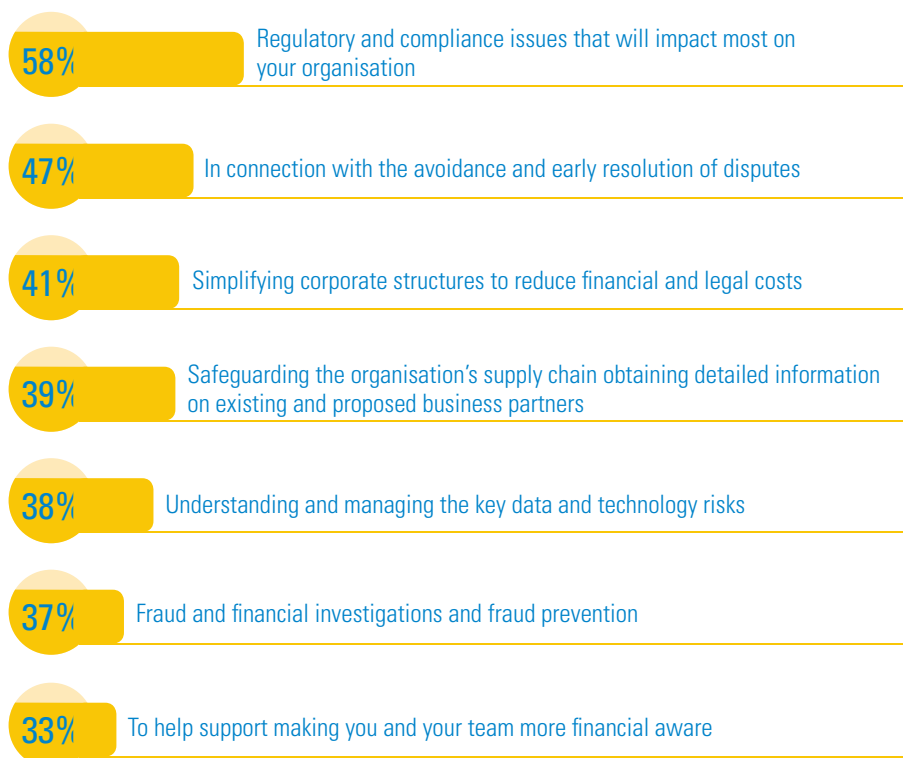 58%
Regulatory and compliance issues that will impact most on
your organisation
47%
In connection with the avoidance and early resolution of disputes
41%
Simplifying corporate structures to reduce financial and legal costs
39%
Safeguarding the organisation’s supply chain obtaining detailed information
on existing and proposed business partners
38%
Understanding and managing the key data and technology risks
37%
Fraud and financial investigations and fraud prevention
33%
To help support making you and your team more financial aware